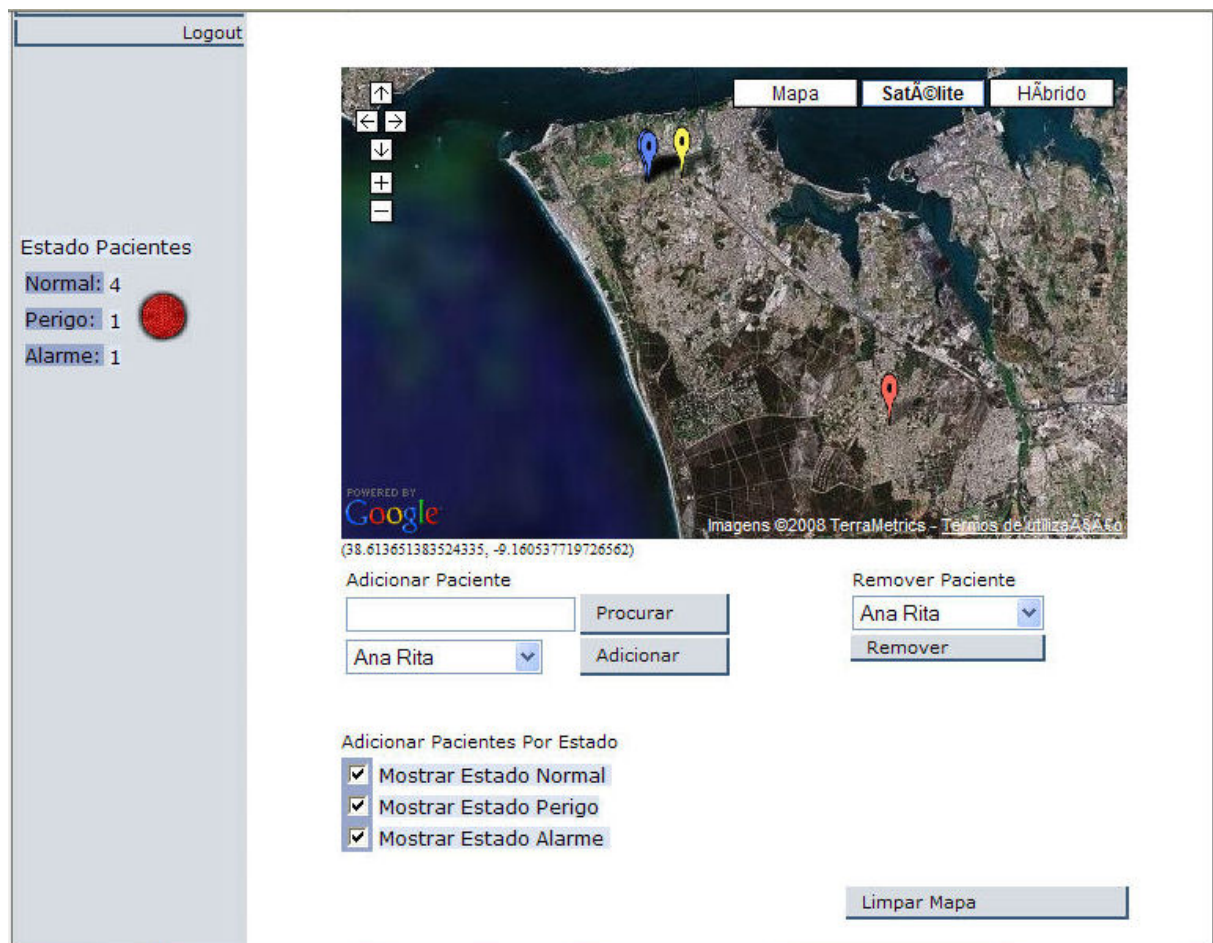 Logout
Estado Pacientes
Normal: 4
Perigo: 1
Alarme: 1
Mapa
SatÃ©lite
HÃbrido
POWERED BY
Google
Imagens ©2008 TerraMetrics - Termos de utilizaÃ§Ã£o
(38.613651383524335, -9.160537719726562)
Adicionar Paciente
Procurar
Ana Rita
Adicionar
Remover Paciente
Ana Rita
Remover
Adicionar Pacientes Por Estado
Mostrar Estado Normal
Mostrar Estado Perigo
Mostrar Estado Alarme
Limpar Mapa